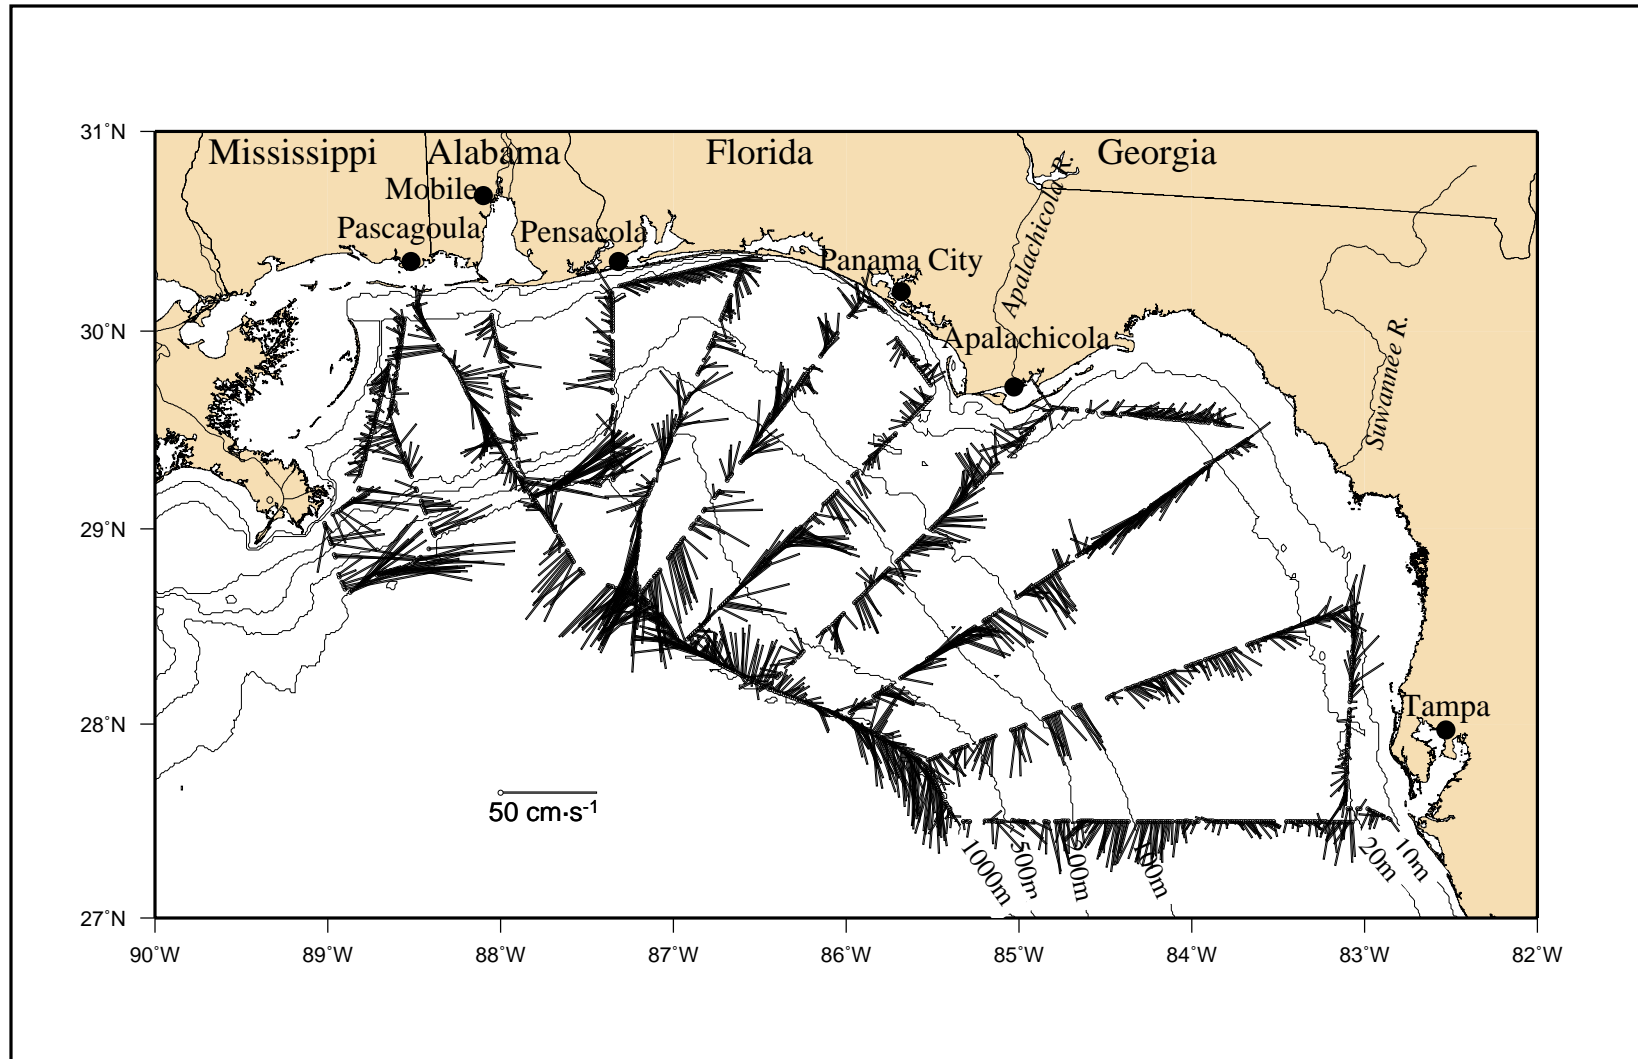 31°N
30°N
29°N
28°N
27°N
90°W
89°W
88°W
87°W
86°W
85°W
84°W
83°W
82°W
Mississippi
Alabama
Florida
Georgia
Mobile
Pascagoula
Pensacola
Panama City
Apalachicola
Apalachicola R.
Suwannee R.
Tampa
50 cm·s-1
1000m
500m
200m
100m
20m
10m